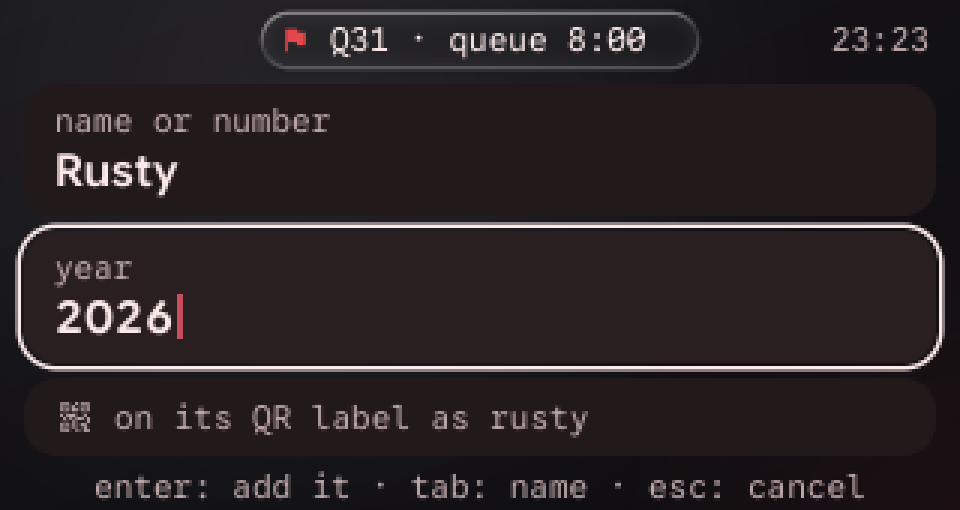 Q31 · queue 8:00
23:23
name or number
Rusty
year
2026
on its QR label as rusty
enter: add it · tab: name · esc: cancel